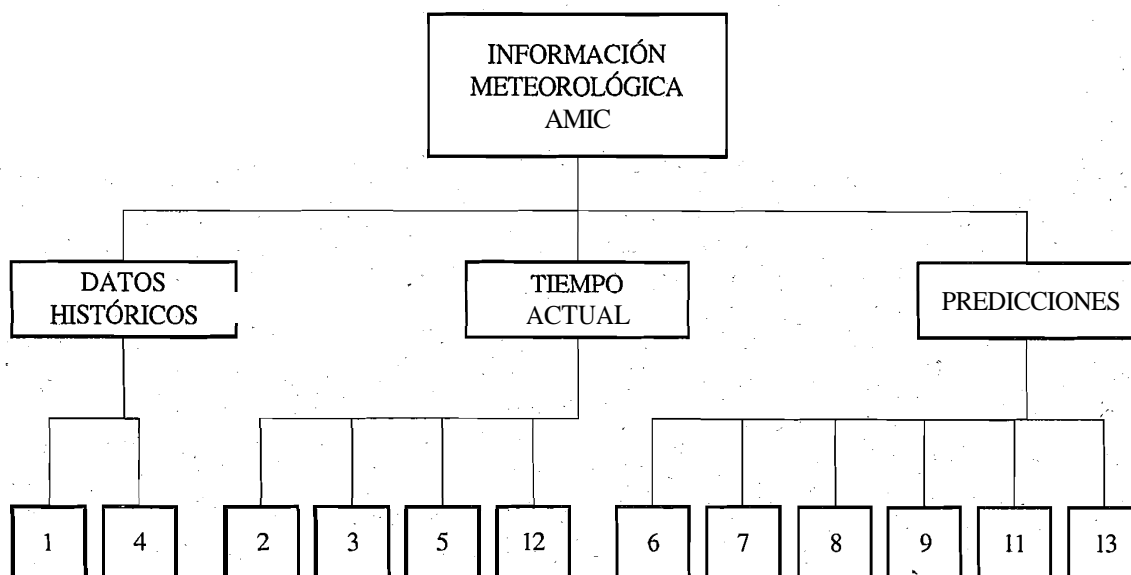 INFORMACIÓN
METEOROLÓGICA
AMIC
DATOS
HISTÓRICOS
TIEMPO
ACTUAL
PREDICCIONES
1
4
2
3
5
12
6
7
8
9
11
13